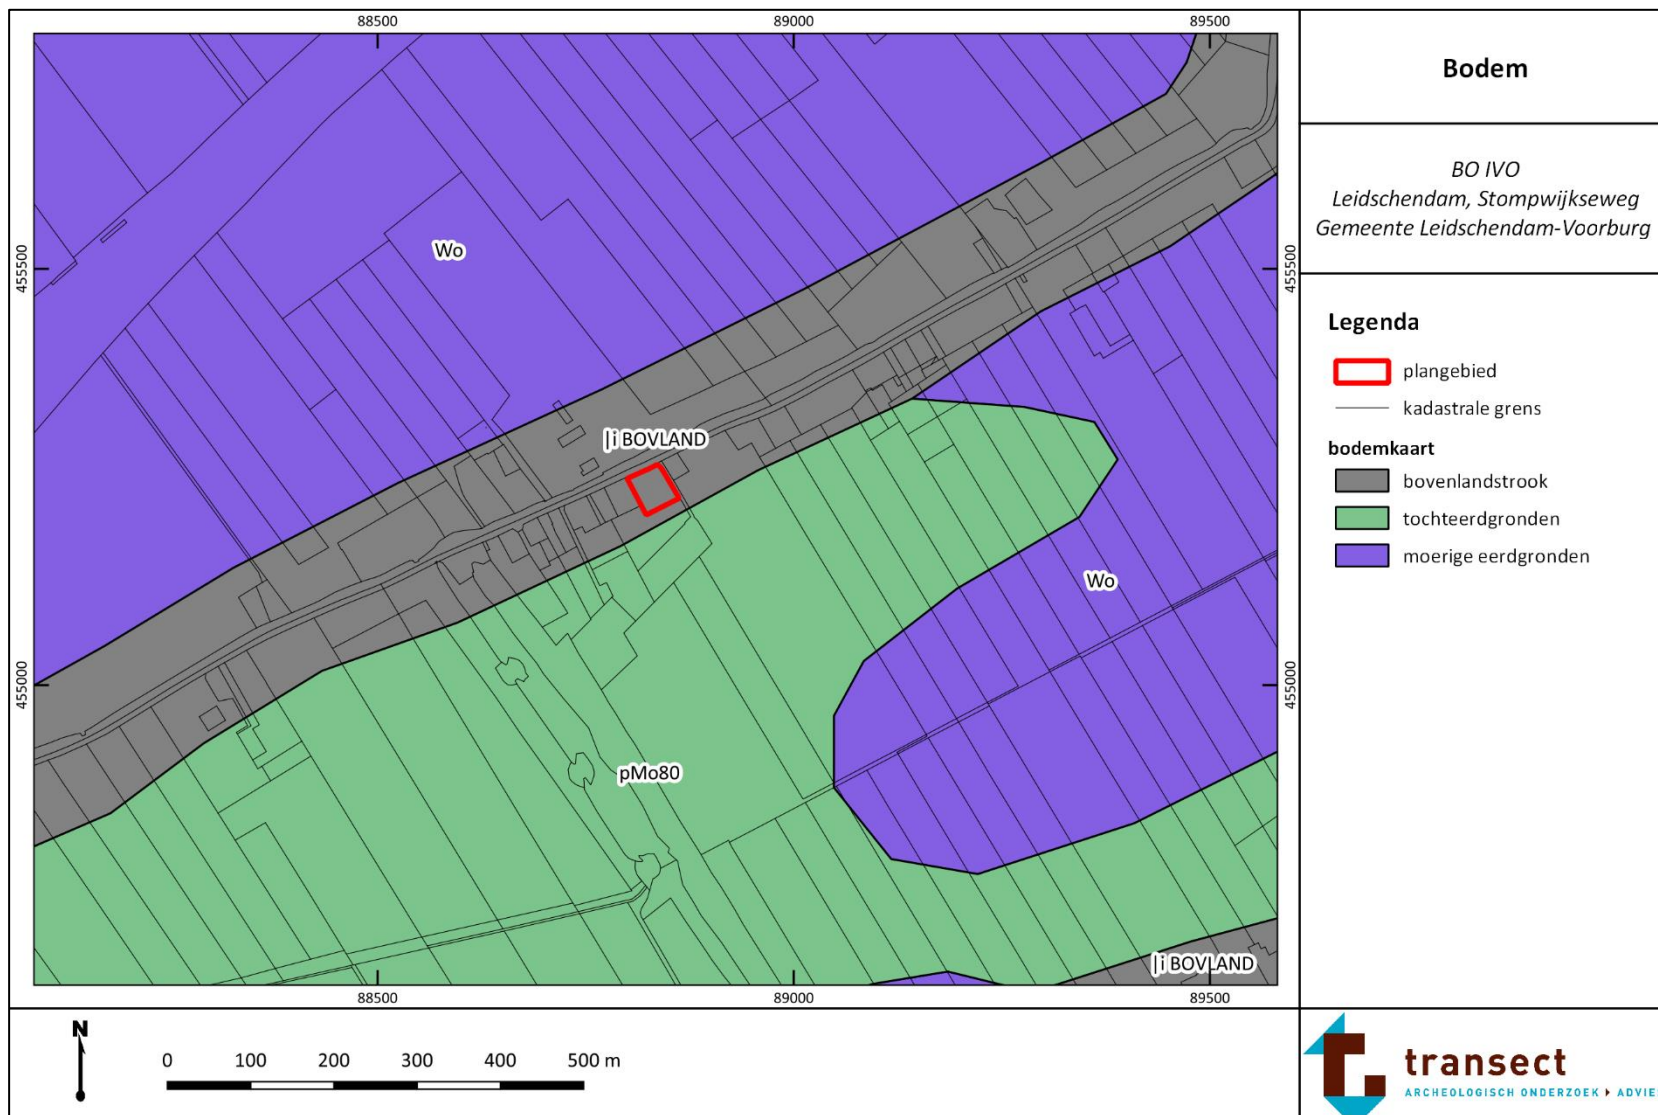 88500
89000
89500
455500
455500
Wo
|i BOVLAND
Wo
455000
455000
pMo80
|i BOVLAND
88500
89000
89500
Bodem
BO IVO
Leidschendam, Stompwijkseweg
Gemeente Leidschendam-Voorburg
Legenda
plangebied
kadastrale grens
bodemkaart
bovenlandstrook
tochteerdgronden
moerige eerdgronden
N
0 100 200 300 400 500 m
transect
ARCHEOLOGISCH ONDERZOEK ADVIE